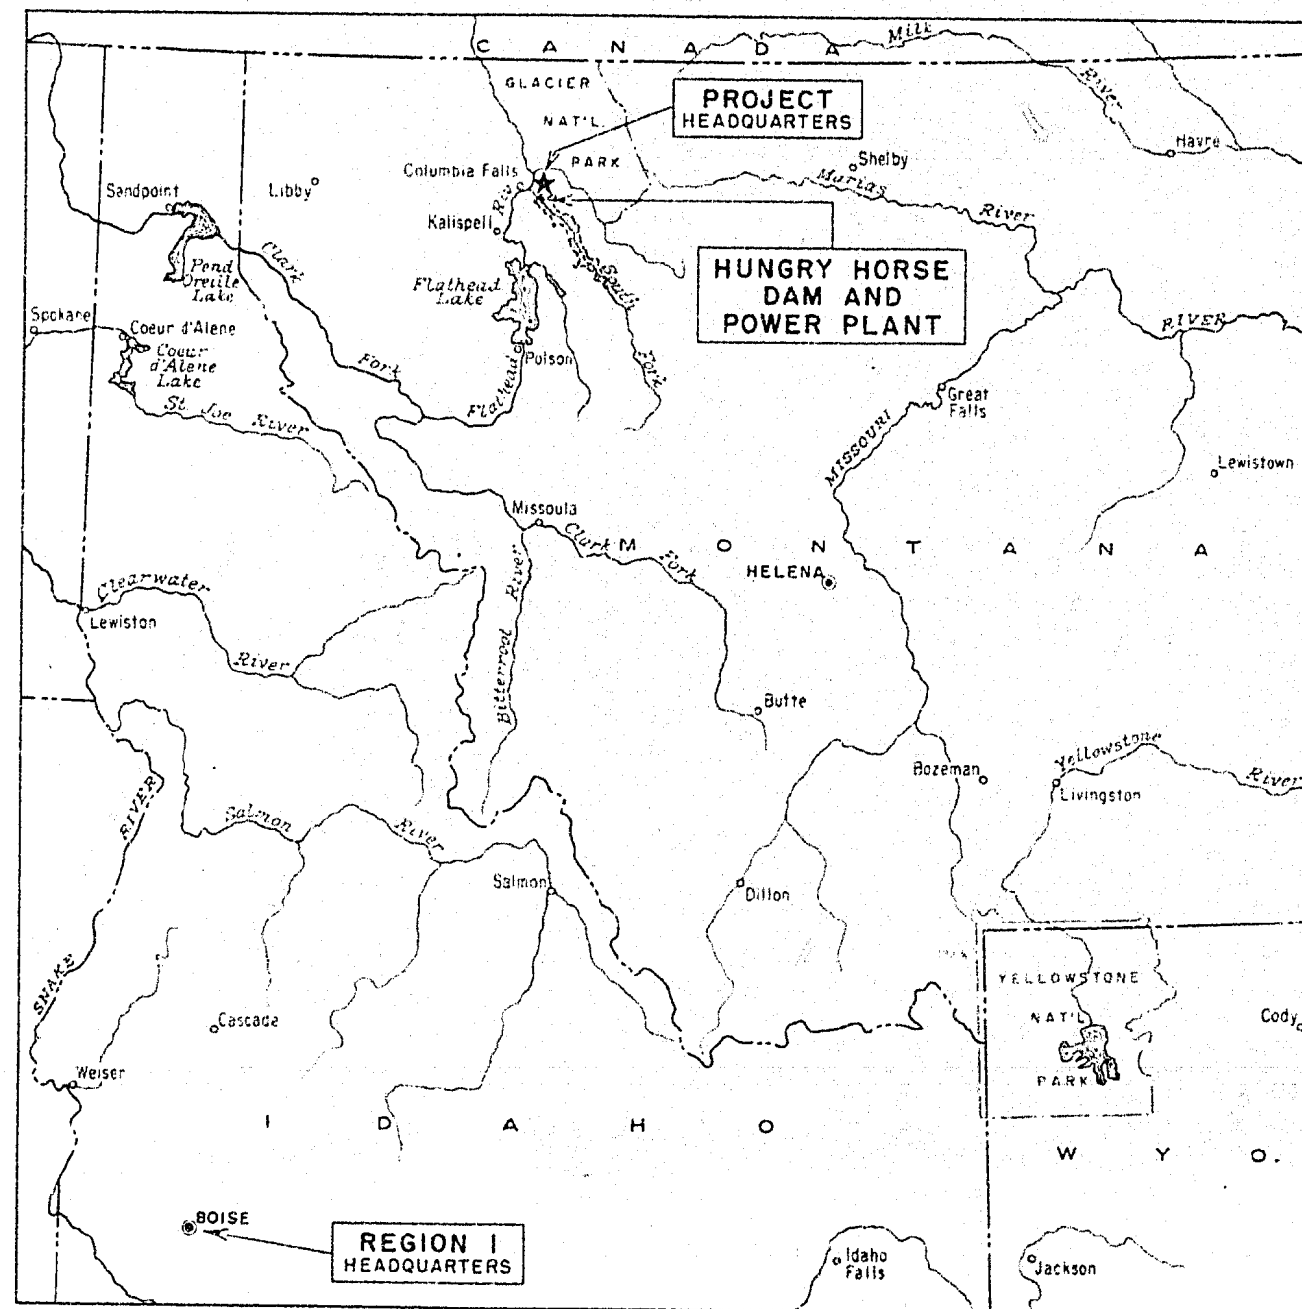 CANADA
Milk
River
GLACIER
NAT'L.
PARK
PROJECT
HEADQUARTERS
Havre
Shelby
Columbia Falls
Marias
River
Sandpoint
Libby
Riv
Kalispell
Clark
Pend
Oreille
Lake
Flathead
Lake
South
HUNGRY HORSE
DAM AND
POWER PLANT
Spokane
Coeur d'Alene
Coeur
d'Alene
Lake
RIVER
Fork
Polson
Fork
Flathead
Great
Falls
St. Joe
River
MISSOURI
Lewistown
Missoula
Clark
MONTANA
Fork
HELENA
River
Clearwater
Lewiston
River
Bitterroot
Butte
Yellowstone
Bozeman
River
Livingston
RIVER
Salmon
River
Salmon
Dillon
SNAKE
YELLOWSTONE
NAT'L
PARK
Cody
Cascada
Weiser
IDAHO
WYO.
BOISE
REGION I
HEADQUARTERS
Idaho
Falls
Jackson